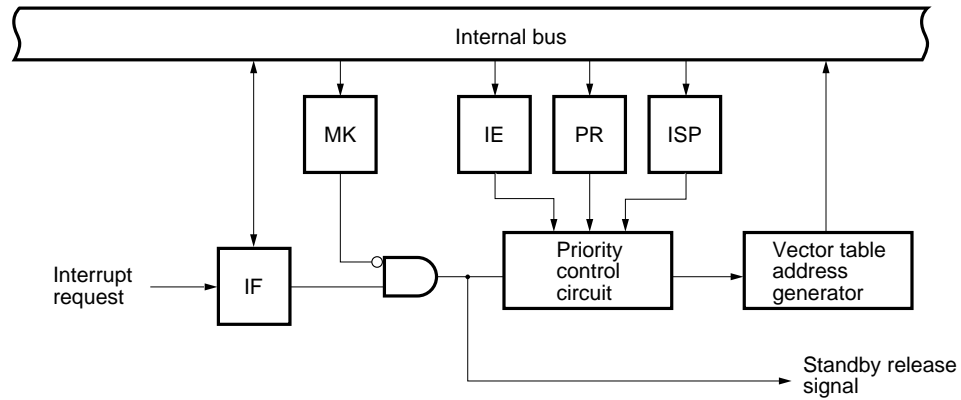 Internal bus
MK
IE
PR
ISP
Interrupt
request
IF
Priority
control
circuit
Vector table
address
generator
Standby release
signal